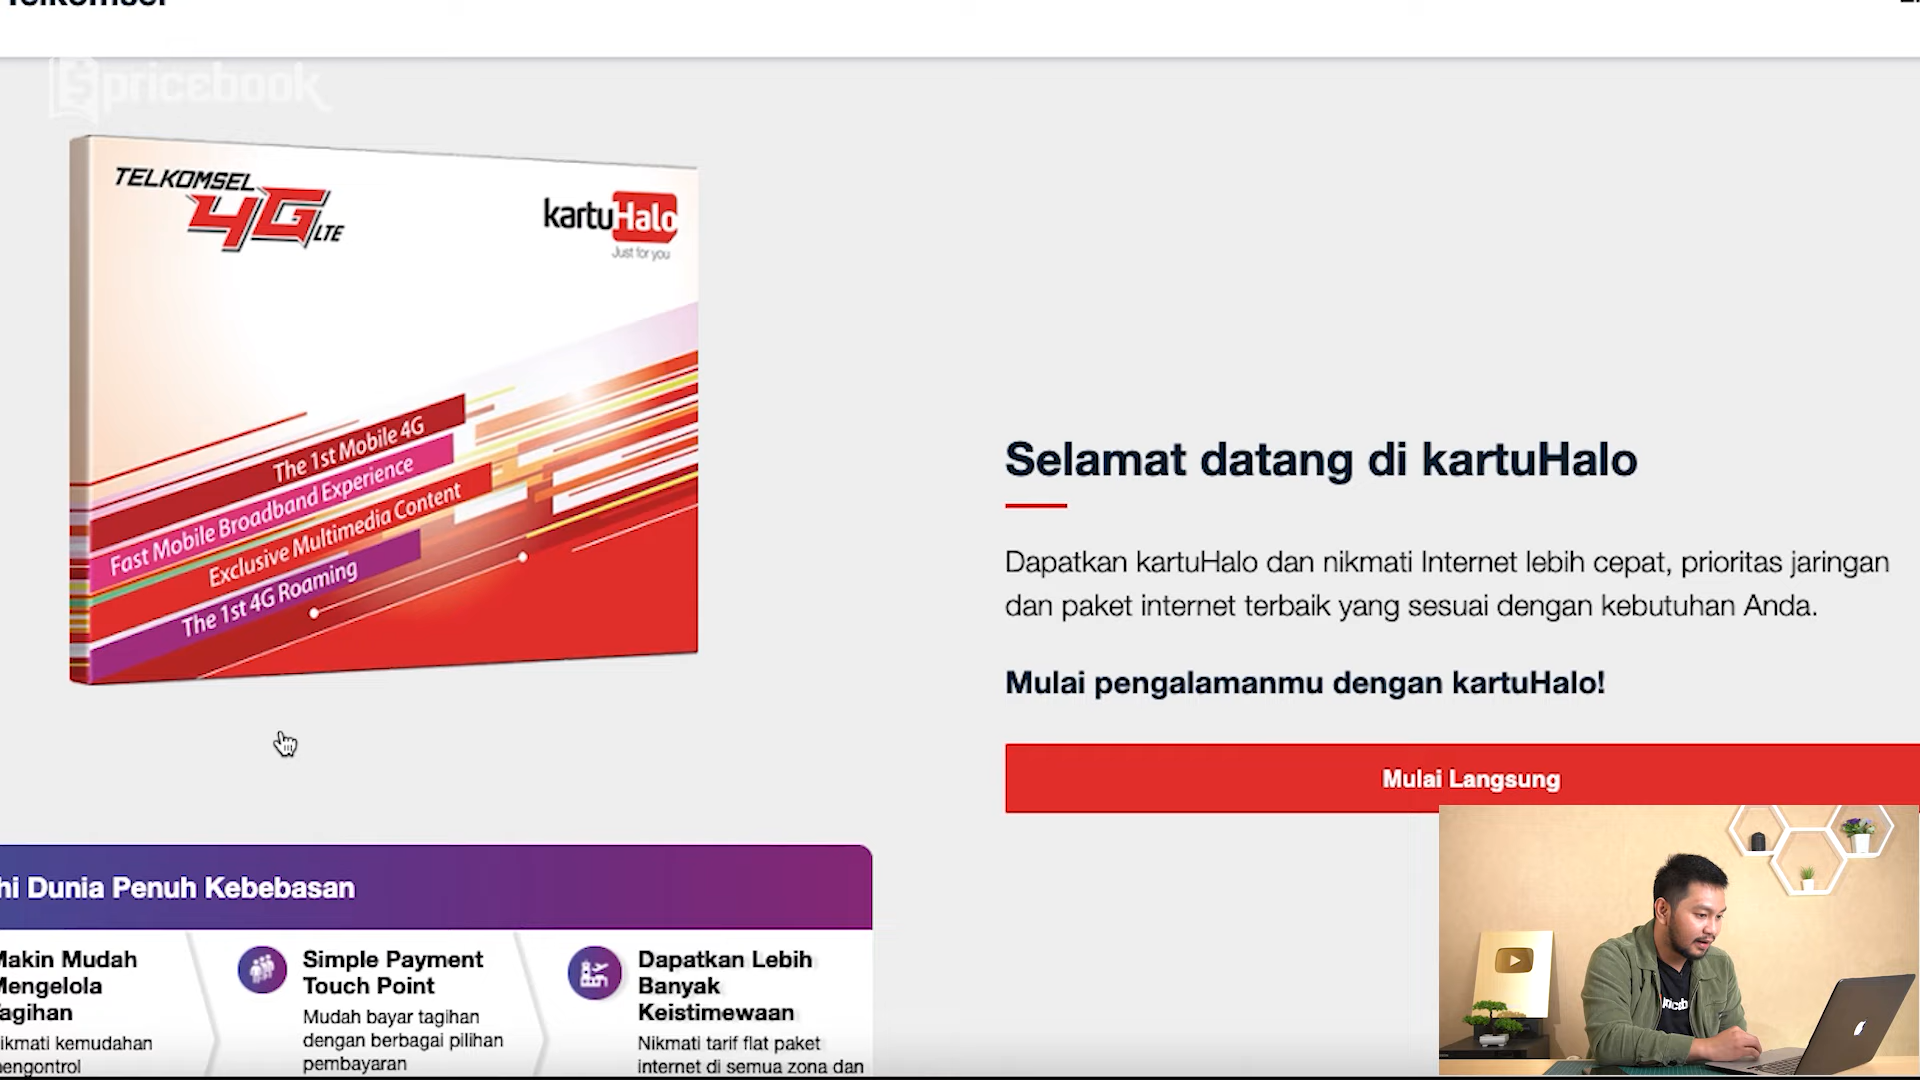 Telkomsel
pricebook
TELKOMSEL
4G LTE
kartuHalo
Just for you
The 1st Mobile 4G
Fast Mobile Broadband Experience
Exclusive Multimedia Content
The 1st 4G Roaming
Selamat datang di kartuHalo
Dapatkan kartuHalo dan nikmati Internet lebih cepat, prioritas jaringan
dan paket internet terbaik yang sesuai dengan kebutuhan Anda.
Mulai pengalamanmu dengan kartuHalo!
Mulai Langsung
hi Dunia Penuh Kebebasan
Makin Mudah
Mengelola
Tagihan
ikmati kemudahan
engontrol
Simple Payment
Touch Point
Mudah bayar tagihan
dengan berbagai pilihan
pembayaran
Dapatkan Lebih
Banyak
Keistimewaan
Nikmati tarif flat paket
internet di semua zona dan
priceb